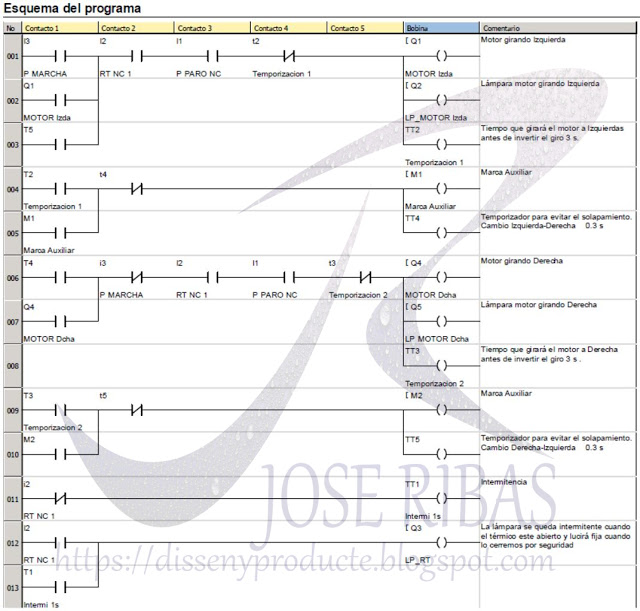 Esquema del programa
No Contacto 1 Contacto 2 Contacto 3 Contacto 4 Contacto 5 Bobina Comentario
I3 I2 I1 t2 [ Q1 Motor girando Izquierda
001
P MARCHA RT NC 1 P PARO NC Temporizacion 1 MOTOR Izda
Q1 [ Q2 Lámpara motor girando Izquierda
002
MOTOR Izda LP_MOTOR Izda
T5 TT2 Tiempo que girará el motor a Izquierdas
antes de invertir el giro 3 s.
003
Temporizacion 1
T2 t4 [ M1 Marca Auxiliar
004
Temporizacion 1 Marca Auxiliar
M1 TT4 Temporizador para evitar el solapamiento.
Cambio Izquierda-Derecha 0.3 s
005
Marca Auxiliar
T4 i3 I2 I1 t3 [ Q4 Motor girando Derecha
006
P MARCHA RT NC 1 P PARO NC Temporizacion 2 MOTOR Dcha
Q4 [ Q5 Lámpara motor girando Derecha
007
MOTOR Dcha LP MOTOR Dcha
TT3 Tiempo que girará el motor a Derecha
antes de invertir el giro 3 s .
008
Temporizacion 2
T3 t5 [ M2 Marca Auxiliar
009
Temporizacion 2
M2 TT5 Temporizador para evitar el solapamiento.
Cambio Derecha-Izquierda 0.3 s
010
JOSE RIBAS
i2 TT1 Intermitencia
011
RT NC 1 Intermi 1s
I2 [ Q3 La lámpara se queda intermitente cuando
el térmico este abierto y lucirá fija cuando
lo cerremos por seguridad
012
RT NC 1 LP_RT
https://dissenyproducte.blogspot.com
T1
013
Intermi 1s